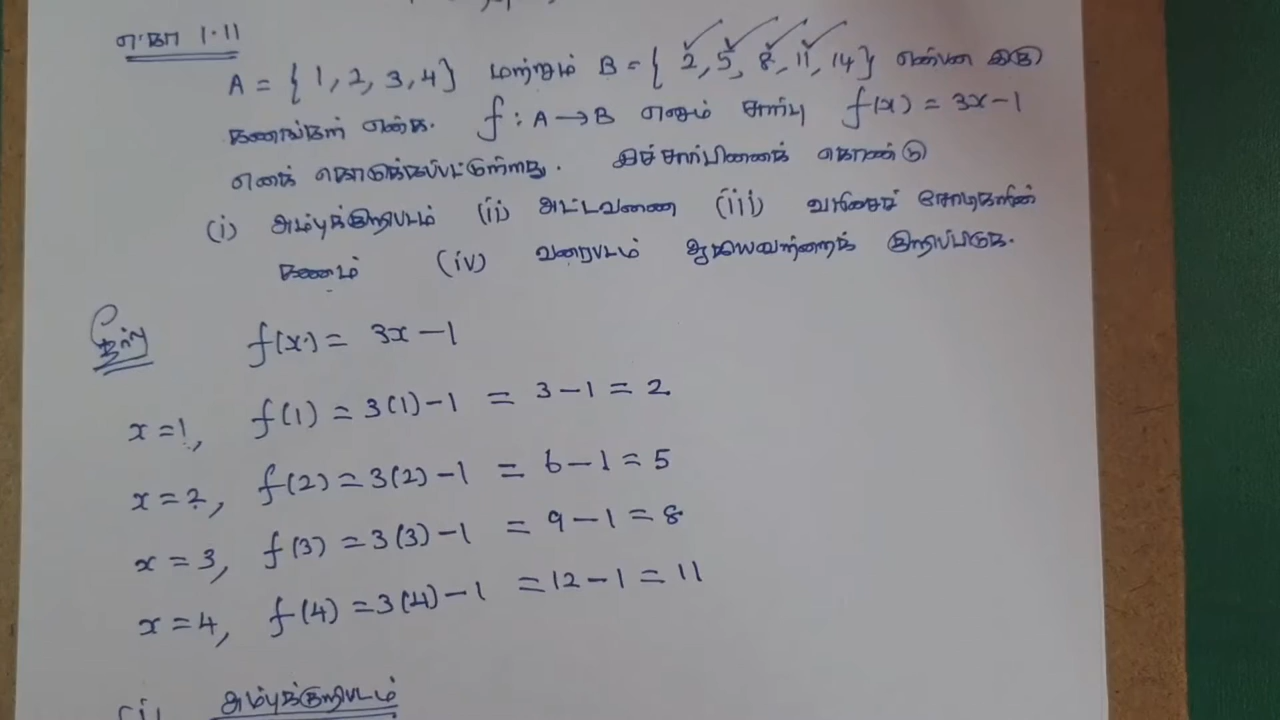 எ.கா 1.11
A = { 1, 2, 3, 4 } மற்றும் B = { 2, 5, 8, 11, 14 } என்பன இரு
கணங்கள் என்க. f : A → B எனும் சார்பு f(x) = 3x − 1
எனக் கொடுக்கப்பட்டுள்ளது. இச்சார்பினைக் கொண்டு
(i) அம்புக்குறிபடம் (ii) அட்டவணை (iii) வரிசைச் சோடிகளின்
கணம் (iv) வரைபடம் ஆகியவற்றைக் குறிப்பிடுக.
தீர்வு
f(x) = 3x − 1
x = 1, f(1) = 3(1) − 1 = 3 − 1 = 2
x = 2, f(2) = 3(2) − 1 = 6 − 1 = 5
x = 3, f(3) = 3(3) − 1 = 9 − 1 = 8
x = 4, f(4) = 3(4) − 1 = 12 − 1 = 11
(i) அம்புக்குறிபடம்